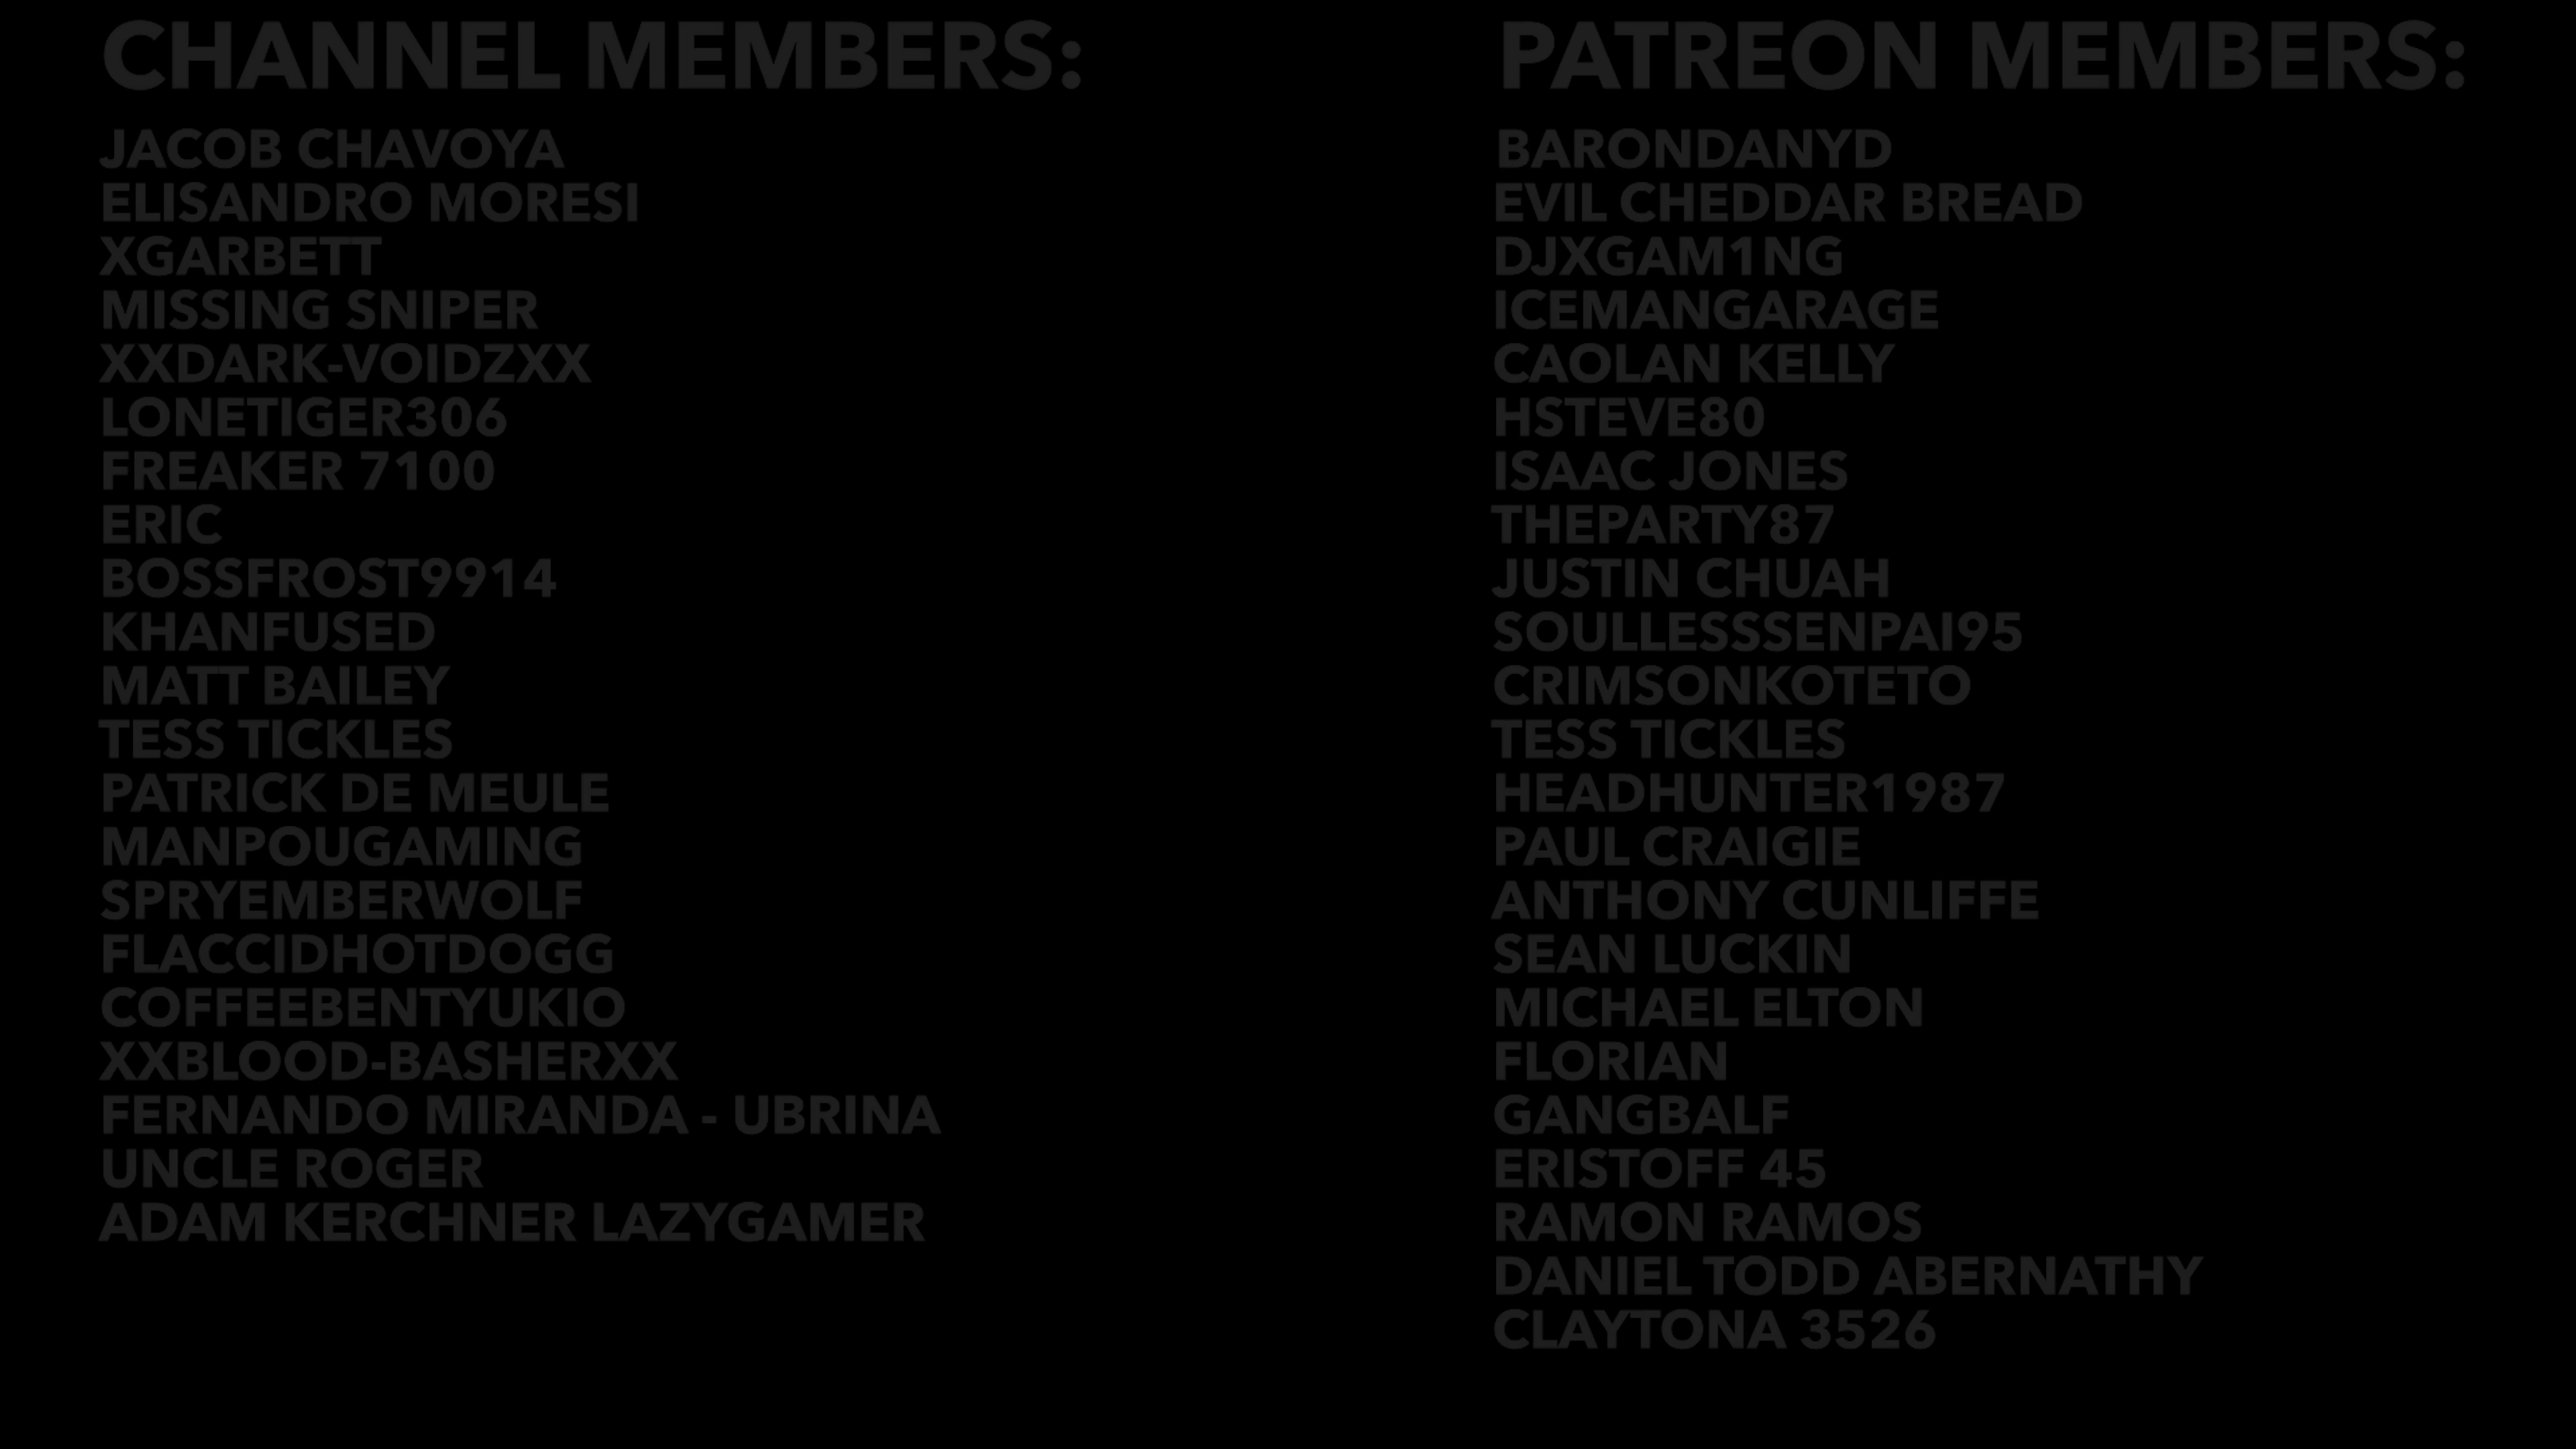 CHANNEL MEMBERS:
JACOB CHAVOYA
ELISANDRO MORESI
XGARBETT
MISSING SNIPER
XXDARK-VOIDZXX
LONETIGER306
FREAKER 7100
ERIC
BOSSFROST9914
KHANFUSED
MATT BAILEY
TESS TICKLES
PATRICK DE MEULE
MANPOUGAMING
SPRYEMBERWOLF
FLACCIDHOTDOGG
COFFEEBENTYUKIO
XXBLOOD-BASHERXX
FERNANDO MIRANDA - UBRINA
UNCLE ROGER
ADAM KERCHNER LAZYGAMER
PATREON MEMBERS:
BARONDANYD
EVIL CHEDDAR BREAD
DJXGAM1NG
ICEMANGARAGE
CAOLAN KELLY
HSTEVE80
ISAAC JONES
THEPARTY87
JUSTIN CHUAH
SOULLESSSENPAI95
CRIMSONKOTETO
TESS TICKLES
HEADHUNTER1987
PAUL CRAIGIE
ANTHONY CUNLIFFE
SEAN LUCKIN
MICHAEL ELTON
FLORIAN
GANGBALF
ERISTOFF 45
RAMON RAMOS
DANIEL TODD ABERNATHY
CLAYTONA 3526